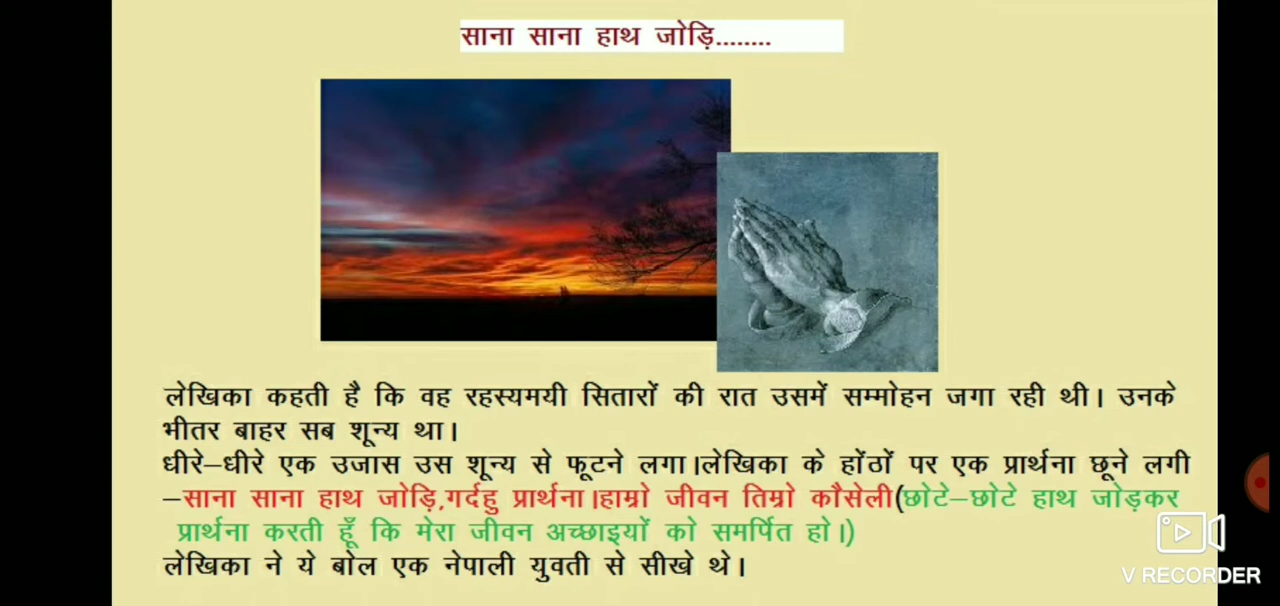 साना साना हाथ जोड़ि........
लेखिका कहती है कि वह रहस्यमयी सितारों की रात उसमें सम्मोहन जगा रही थी। उनके
भीतर बाहर सब शून्य था।
धीरे–धीरे एक उजास उस शून्य से फूटने लगा।लेखिका के होंठों पर एक प्रार्थना छूने लगी
–साना साना हाथ जोड़ि,गर्दहु प्रार्थना।हाम्रो जीवन तिम्रो कौसेली(छोटे–छोटे हाथ जोड़कर
प्रार्थना करती हूँ कि मेरा जीवन अच्छाइयों को समर्पित हो।)
लेखिका ने ये बोल एक नेपाली युवती से सीखे थे।
V RECORDER